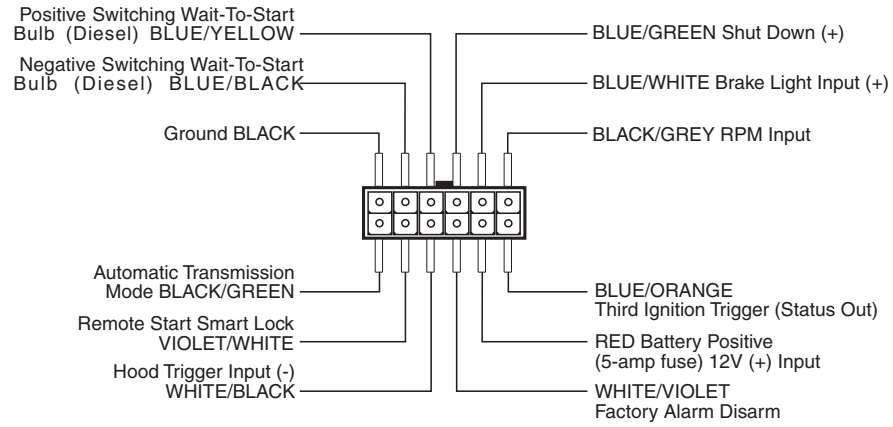 Positive Switching Wait-To-Start
Bulb (Diesel) BLUE/YELLOW
Negative Switching Wait-To-Start
Bulb (Diesel) BLUE/BLACK
Ground BLACK
BLUE/GREEN Shut Down (+)
BLUE/WHITE Brake Light Input (+)
BLACK/GREY RPM Input
Automatic Transmission
Mode BLACK/GREEN
Remote Start Smart Lock
VIOLET/WHITE
Hood Trigger Input (-)
WHITE/BLACK
BLUE/ORANGE
Third Ignition Trigger (Status Out)
RED Battery Positive
(5-amp fuse) 12V (+) Input
WHITE/VIOLET
Factory Alarm Disarm